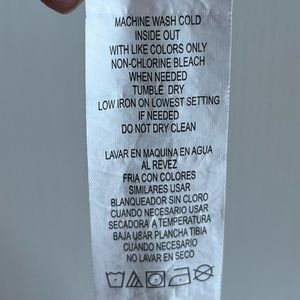 MACHINE WASH COLD
INSIDE OUT
WITH LIKE COLORS ONLY
NON-CHLORINE BLEACH
WHEN NEEDED
TUMBLE DRY
LOW IRON ON LOWEST SETTING
IF NEEDED
DO NOT DRY CLEAN
LAVAR EN MAQUINA EN AGUA
AL REVEZ
FRIA CON COLORES
SIMILARES USAR
BLANQUEADOR SIN CLORO
CUANDO NECESARIO USAR
SECADORA A TEMPERATURA
BAJA USAR PLANCHA TIBIA
CUANDO NECESARIO
NO LAVAR EN SECO